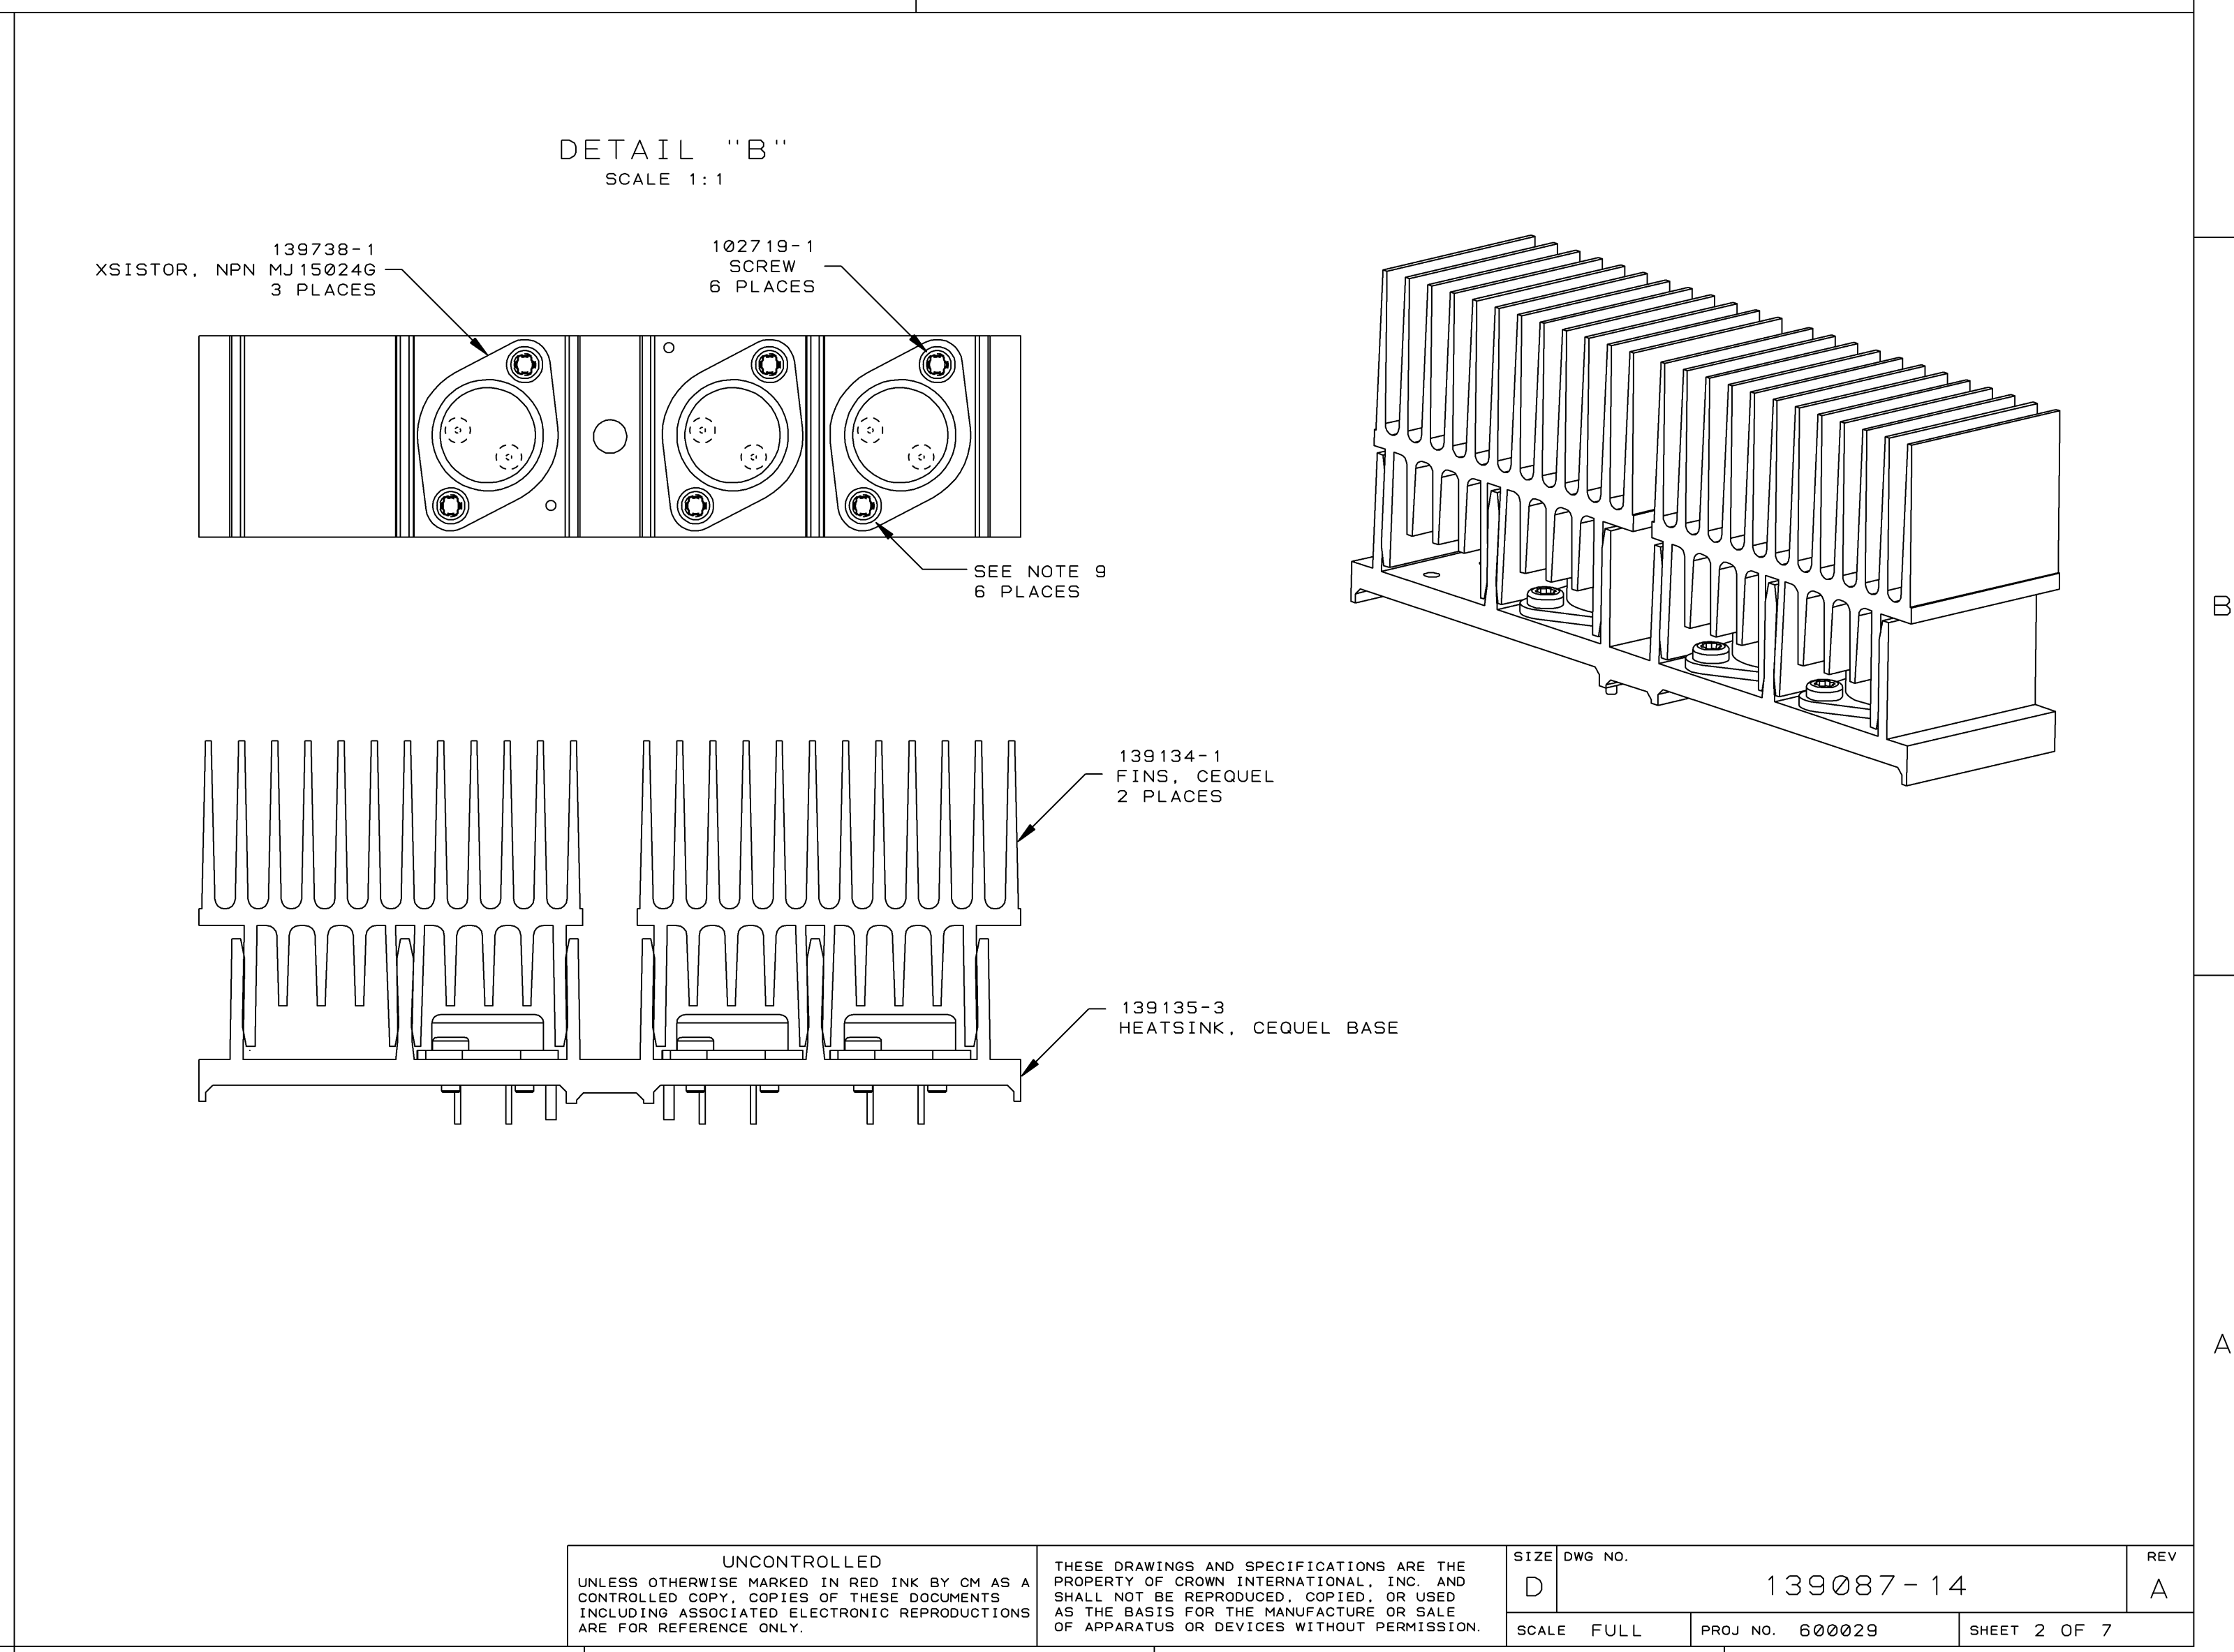 DETAIL "B"
SCALE 1:1
139738-1
XSISTOR, NPN MJ15024G
3 PLACES
102719-1
SCREW
6 PLACES
SEE NOTE 9
6 PLACES
139134-1
FINS, CEQUEL
2 PLACES
139135-3
HEATSINK, CEQUEL BASE
B
A
UNCONTROLLED
UNLESS OTHERWISE MARKED IN RED INK BY CM AS A
CONTROLLED COPY, COPIES OF THESE DOCUMENTS
INCLUDING ASSOCIATED ELECTRONIC REPRODUCTIONS
ARE FOR REFERENCE ONLY.
THESE DRAWINGS AND SPECIFICATIONS ARE THE
PROPERTY OF CROWN INTERNATIONAL, INC. AND
SHALL NOT BE REPRODUCED, COPIED, OR USED
AS THE BASIS FOR THE MANUFACTURE OR SALE
OF APPARATUS OR DEVICES WITHOUT PERMISSION.
SIZE
D
DWG NO.
139087-14
REV
A
SCALE FULL
PROJ NO. 600029
SHEET 2 OF 7